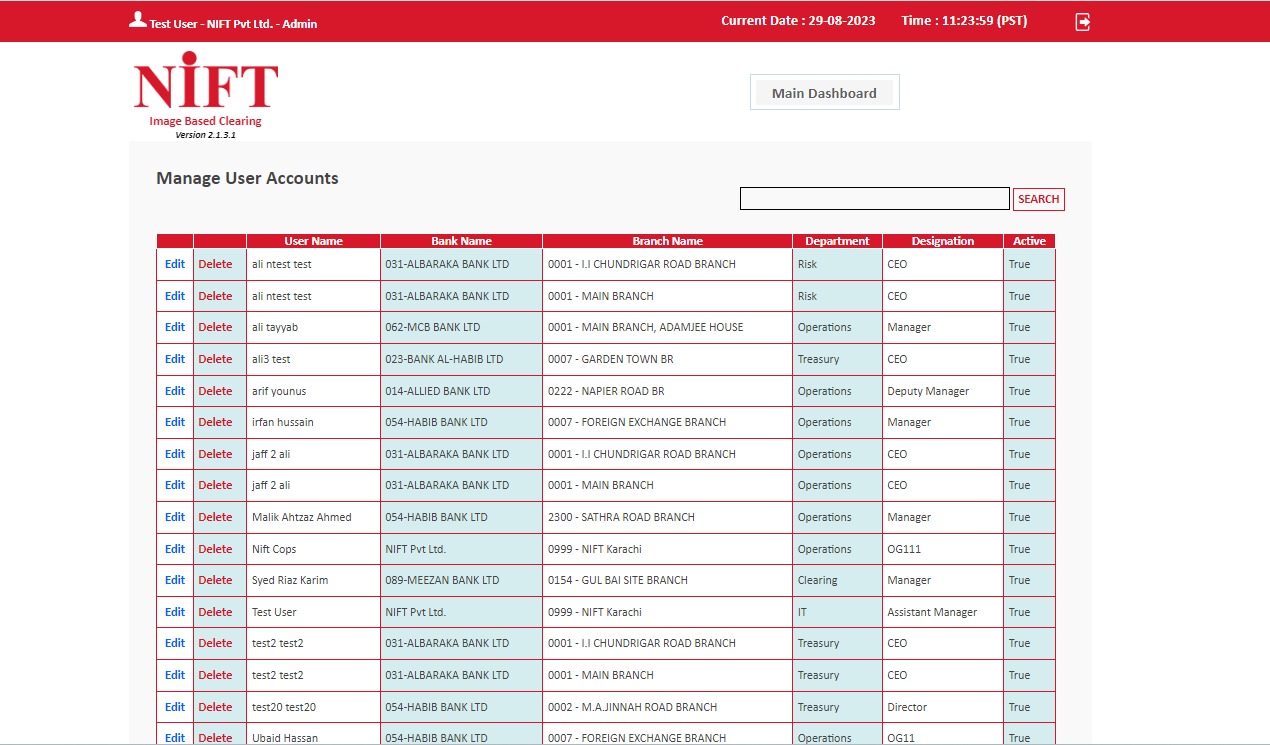 Test User - NIFT Pvt Ltd. - Admin Current Date : 29-08-2023 Time : 11:23:59 (PST)
NIFT
Image Based Clearing
Version 2.1.3.1
Main Dashboard
Manage User Accounts
SEARCH
User Name Bank Name Branch Name Department Designation Active
Edit Delete ali ntest test 031-ALBARAKA BANK LTD 0001 - I.I CHUNDRIGAR ROAD BRANCH Risk CEO True
Edit Delete ali ntest test 031-ALBARAKA BANK LTD 0001 - MAIN BRANCH Risk CEO True
Edit Delete ali tayyab 062-MCB BANK LTD 0001 - MAIN BRANCH, ADAMJEE HOUSE Operations Manager True
Edit Delete ali3 test 023-BANK AL-HABIB LTD 0007 - GARDEN TOWN BR Treasury CEO True
Edit Delete arif younus 014-ALLIED BANK LTD 0222 - NAPIER ROAD BR Operations Deputy Manager True
Edit Delete irfan hussain 054-HABIB BANK LTD 0007 - FOREIGN EXCHANGE BRANCH Operations Manager True
Edit Delete jaff 2 ali 031-ALBARAKA BANK LTD 0001 - I.I CHUNDRIGAR ROAD BRANCH Operations CEO True
Edit Delete jaff 2 ali 031-ALBARAKA BANK LTD 0001 - MAIN BRANCH Operations CEO True
Edit Delete Malik Ahtzaz Ahmed 054-HABIB BANK LTD 2300 - SATHRA ROAD BRANCH Operations Manager True
Edit Delete Nift Cops NIFT Pvt Ltd. 0999 - NIFT Karachi Operations OG111 True
Edit Delete Syed Riaz Karim 089-MEEZAN BANK LTD 0154 - GUL BAI SITE BRANCH Clearing Manager True
Edit Delete Test User NIFT Pvt Ltd. 0999 - NIFT Karachi IT Assistant Manager True
Edit Delete test2 test2 031-ALBARAKA BANK LTD 0001 - I.I CHUNDRIGAR ROAD BRANCH Treasury CEO True
Edit Delete test2 test2 031-ALBARAKA BANK LTD 0001 - MAIN BRANCH Treasury CEO True
Edit Delete test20 test20 054-HABIB BANK LTD 0002 - M.A.JINNAH ROAD BRANCH Treasury Director True
Edit Delete Ubaid Hassan 054-HABIB BANK LTD 0007 - FOREIGN EXCHANGE BRANCH Operations OG11 True